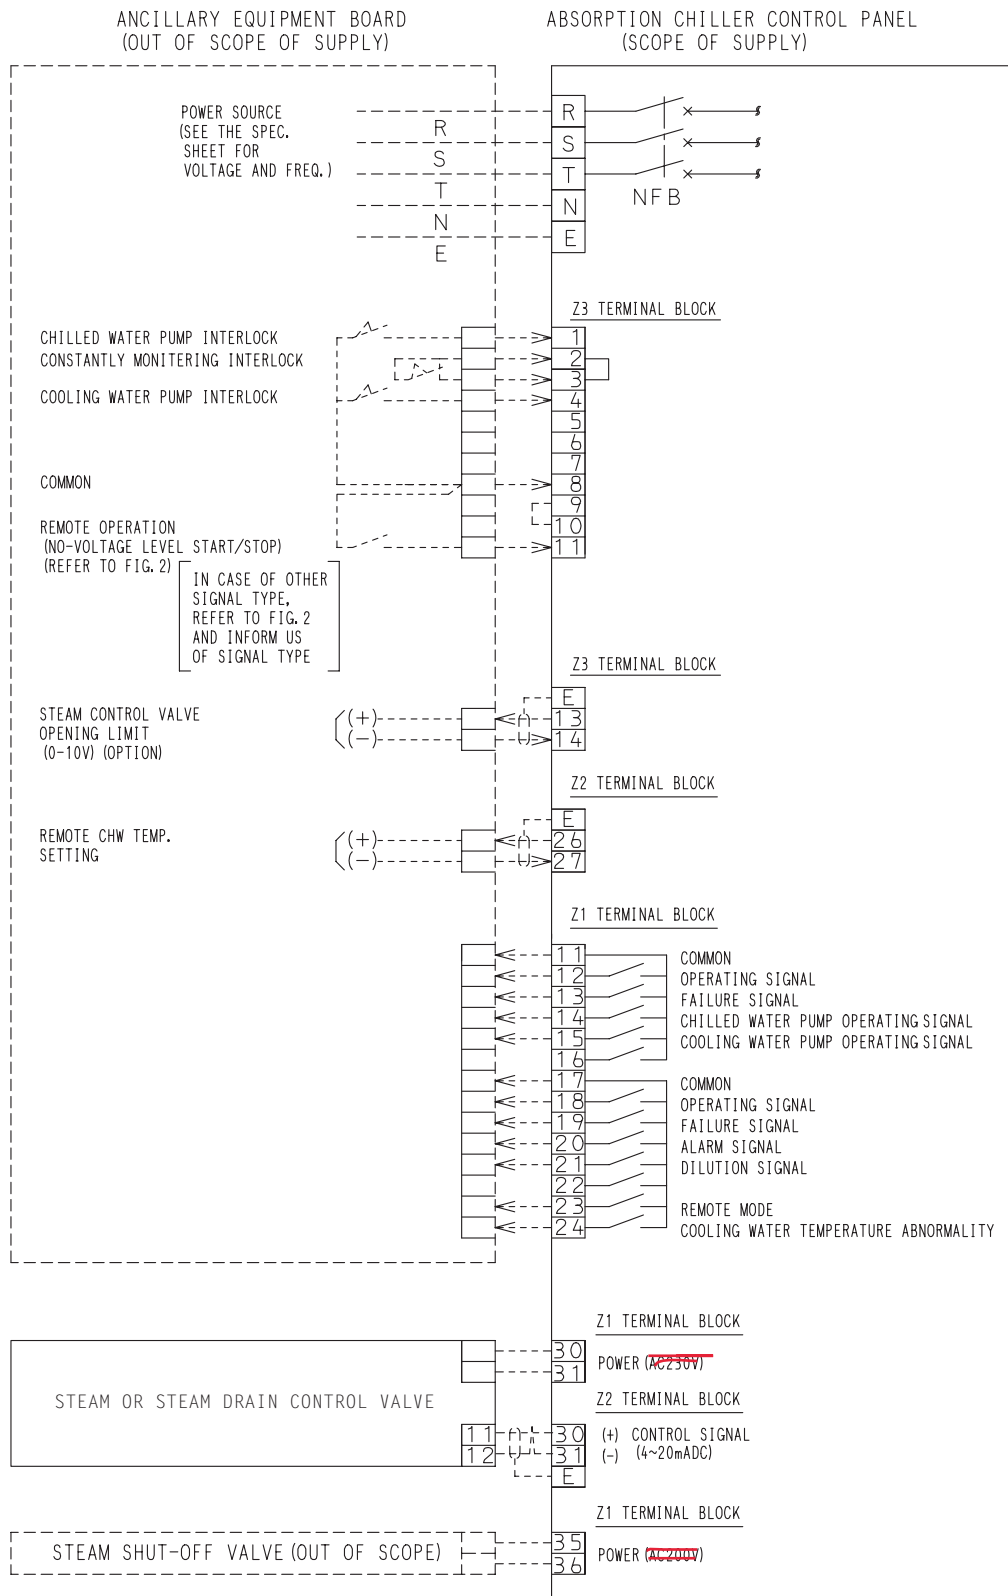 ANCILLARY EQUIPMENT BOARD
(OUT OF SCOPE OF SUPPLY)
ABSORPTION CHILLER CONTROL PANEL
(SCOPE OF SUPPLY)
POWER SOURCE
(SEE THE SPEC.
SHEET FOR
VOLTAGE AND FREQ.)
R
S
T
N
E
R
S
T
N
E
NFB
Z3 TERMINAL BLOCK
CHILLED WATER PUMP INTERLOCK
1
CONSTANTLY MONITERING INTERLOCK
2
3
COOLING WATER PUMP INTERLOCK
4
5
6
7
COMMON
8
9
10
REMOTE OPERATION
11
(NO-VOLTAGE LEVEL START/STOP)
(REFER TO FIG.2)
IN CASE OF OTHER
SIGNAL TYPE,
REFER TO FIG.2
AND INFORM US
OF SIGNAL TYPE
Z3 TERMINAL BLOCK
E
STEAM CONTROL VALVE
OPENING LIMIT
(0-10V) (OPTION)
(+)
(-)
13
14
Z2 TERMINAL BLOCK
E
REMOTE CHW TEMP.
SETTING
(+)
(-)
26
27
Z1 TERMINAL BLOCK
11 COMMON
12 OPERATING SIGNAL
13 FAILURE SIGNAL
14 CHILLED WATER PUMP OPERATING SIGNAL
15 COOLING WATER PUMP OPERATING SIGNAL
16
17 COMMON
18 OPERATING SIGNAL
19 FAILURE SIGNAL
20 ALARM SIGNAL
21 DILUTION SIGNAL
22
23 REMOTE MODE
24 COOLING WATER TEMPERATURE ABNORMALITY
Z1 TERMINAL BLOCK
30
31
POWER (AC230V)
STEAM OR STEAM DRAIN CONTROL VALVE
Z2 TERMINAL BLOCK
11 30 (+) CONTROL SIGNAL
12 31 (-) (4~20mADC)
E
Z1 TERMINAL BLOCK
STEAM SHUT-OFF VALVE (OUT OF SCOPE)
35
36
POWER (AC200V)